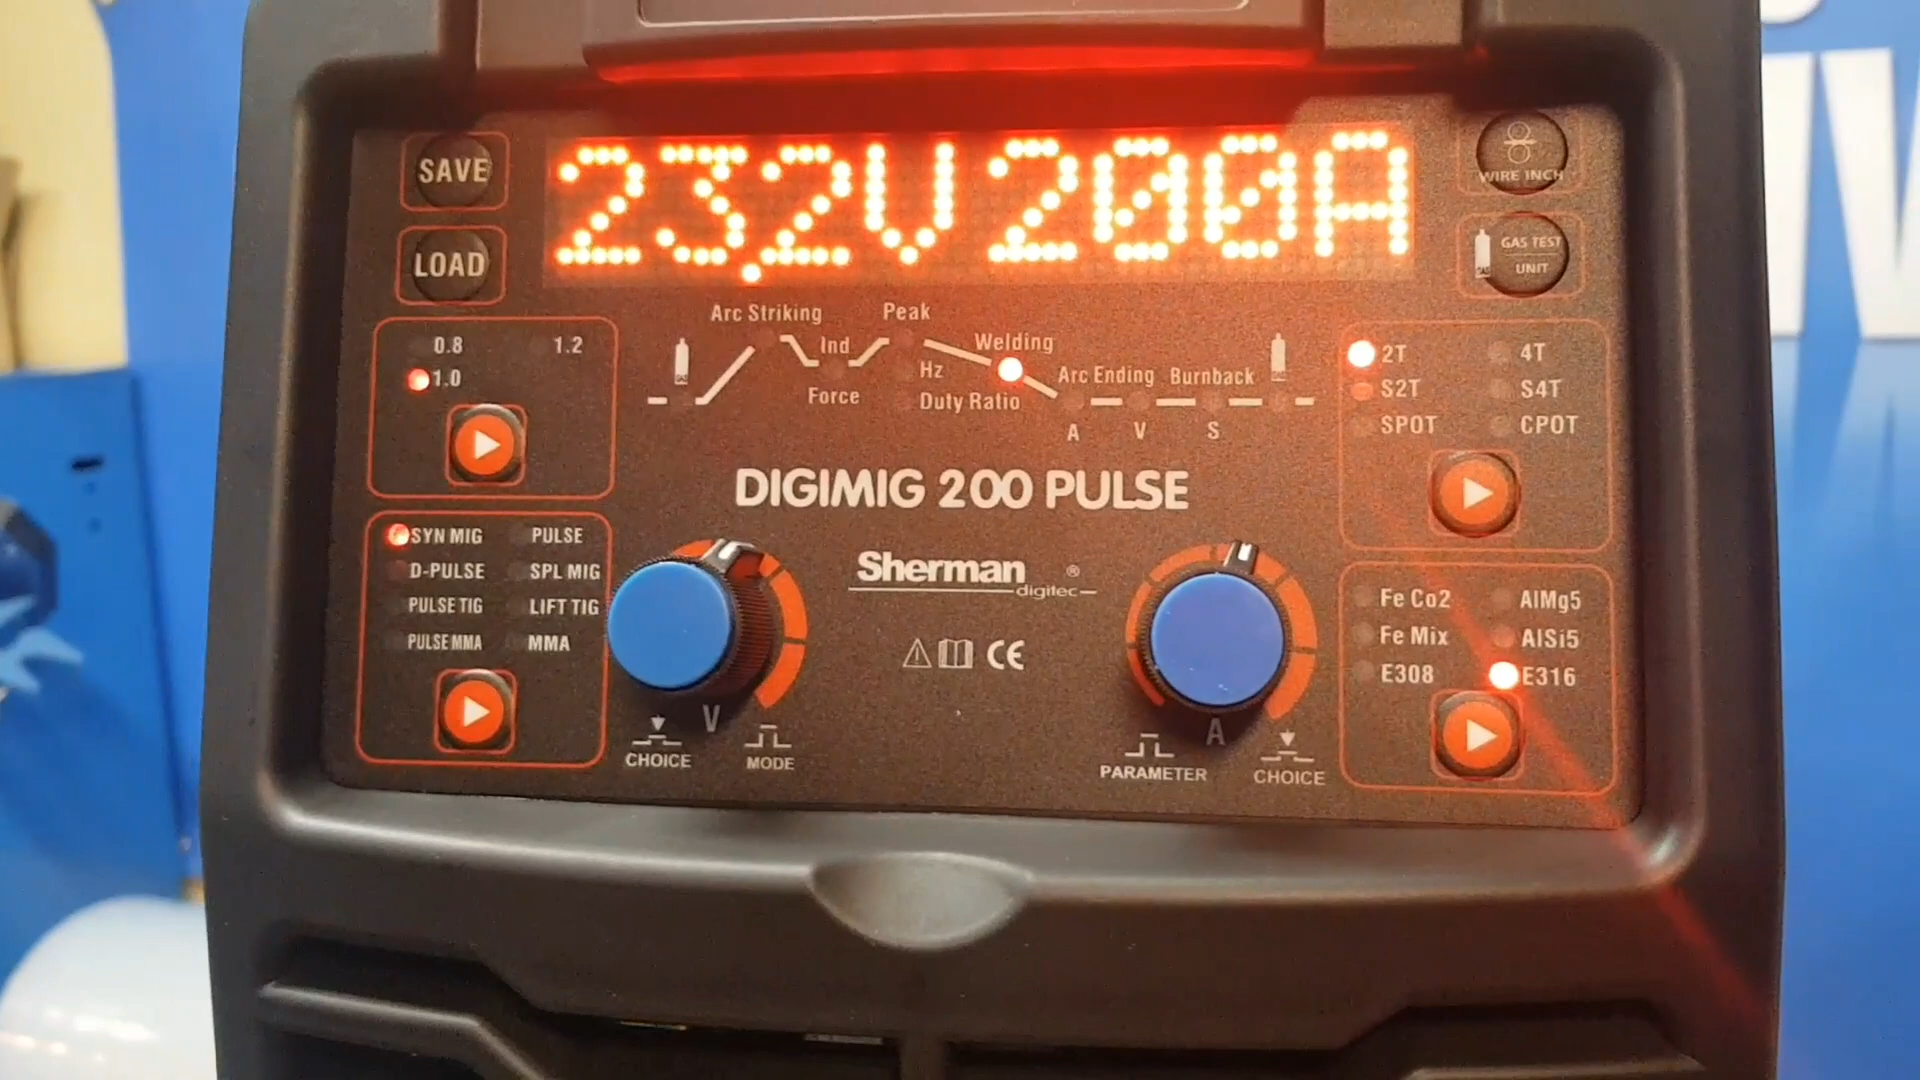 23,2V 200A
SAVE
LOAD
WIRE INCH
GAS TEST
UNIT
0.8 1.2
1.0
Arc Striking
Ind
Force
Peak
Hz
Duty Ratio
Welding
Arc Ending
Burnback
A V S
2T 4T
S2T S4T
SPOT CPOT
DIGIMIG 200 PULSE
SYN MIG PULSE
D-PULSE SPL MIG
PULSE TIG LIFT TIG
PULSE MMA MMA
Sherman ®
digitec
CE
Fe Co2 AlMg5
Fe Mix AlSi5
E308 E316
V
CHOICE MODE
A
PARAMETER CHOICE